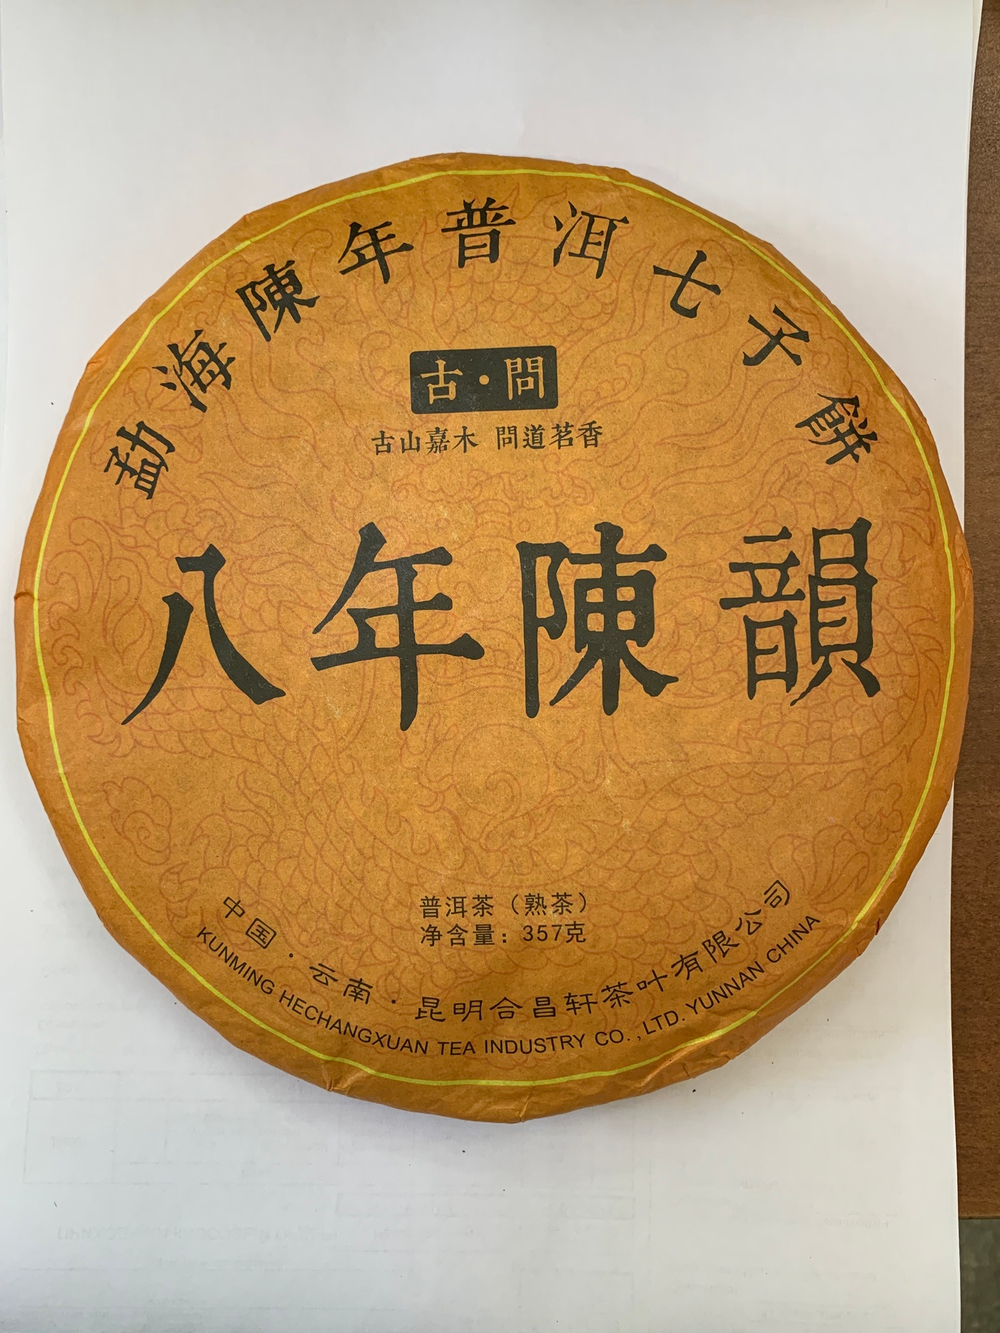 勐海陳年普洱七子餅
古·問
古山嘉木 問道茗香
八年陳韻
普洱茶（熟茶）
净含量：357克
中国·云南·昆明合昌轩茶叶有限公司
KUNMING HECHANGXUAN TEA INDUSTRY CO.,LTD. YUNNAN CHINA